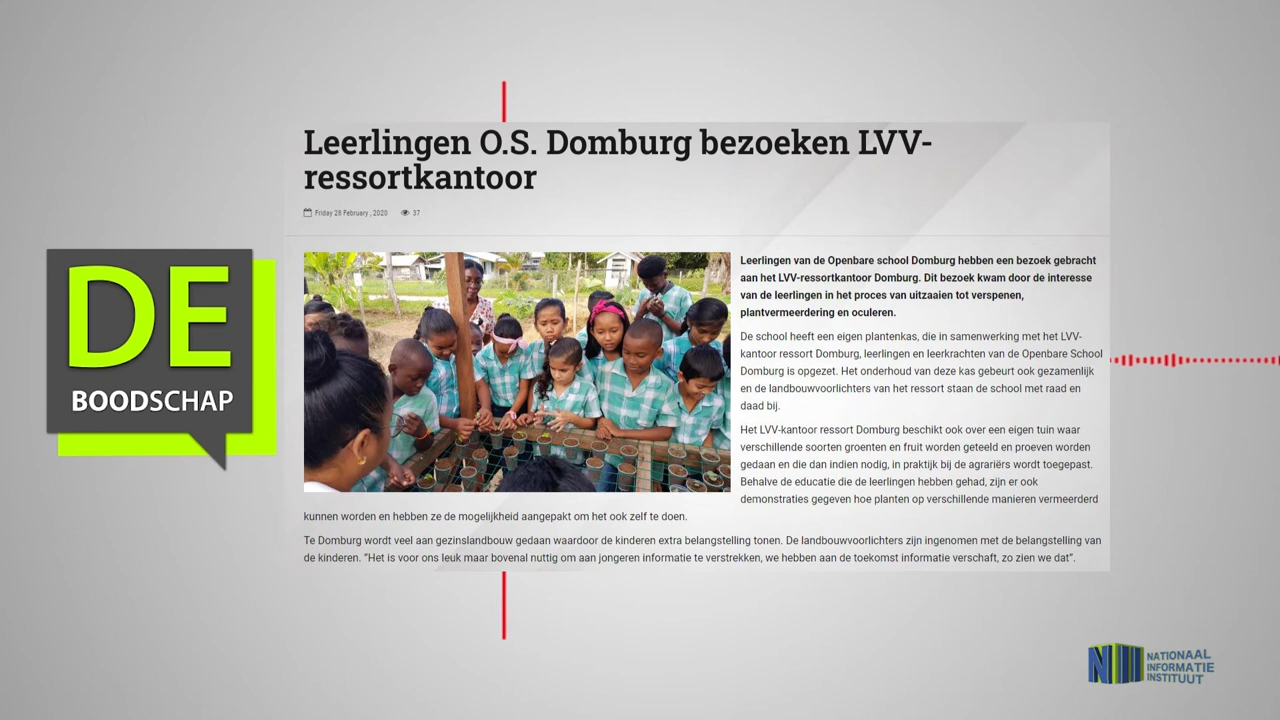 Leerlingen O.S. Domburg bezoeken LVV-
ressortkantoor
Friday 28 February , 2020 37
DE
BOODSCHAP
Leerlingen van de Openbare school Domburg hebben een bezoek gebracht
aan het LVV-ressortkantoor Domburg. Dit bezoek kwam door de interesse
van de leerlingen in het proces van uitzaaien tot verspenen,
plantvermeerdering en oculeren.
De school heeft een eigen plantenkas, die in samenwerking met het LVV-
kantoor ressort Domburg, leerlingen en leerkrachten van de Openbare School
Domburg is opgezet. Het onderhoud van deze kas gebeurt ook gezamenlijk
en de landbouwvoorlichters van het ressort staan de school met raad en
daad bij.
Het LVV-kantoor ressort Domburg beschikt ook over een eigen tuin waar
verschillende soorten groenten en fruit worden geteeld en proeven worden
gedaan en die dan indien nodig, in praktijk bij de agrariërs wordt toegepast.
Behalve de educatie die de leerlingen hebben gehad, zijn er ook
demonstraties gegeven hoe planten op verschillende manieren vermeerderd
kunnen worden en hebben ze de mogelijkheid aangepakt om het ook zelf te doen.
Te Domburg wordt veel aan gezinslandbouw gedaan waardoor de kinderen extra belangstelling tonen. De landbouwvoorlichters zijn ingenomen met de belangstelling van
de kinderen. “Het is voor ons leuk maar bovenal nuttig om aan jongeren informatie te verstrekken, we hebben aan de toekomst informatie verschaft, zo zien we dat”.
NII
NATIONAAL
INFORMATIE
INSTITUUT